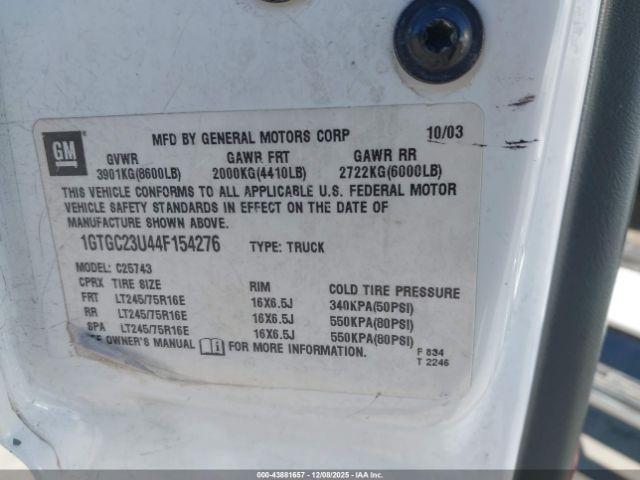 GM
MFD BY GENERAL MOTORS CORP 10/03
GVWR GAWR FRT GAWR RR
3901KG(8600LB) 2000KG(4410LB) 2722KG(6000LB)
THIS VEHICLE CONFORMS TO ALL APPLICABLE U.S. FEDERAL MOTOR
VEHICLE SAFETY STANDARDS IN EFFECT ON THE DATE OF
MANUFACTURE SHOWN ABOVE.
1GTGC23U44F154276 TYPE: TRUCK
MODEL: C25743
CPRX TIRE SIZE RIM COLD TIRE PRESSURE
FRT LT245/75R16E 16X6.5J 340KPA(50PSI)
RR LT245/75R16E 16X6.5J 550KPA(80PSI)
SPA LT245/75R16E 16X6.5J 550KPA(80PSI)
OWNER'S MANUAL FOR MORE INFORMATION.
F 834
T 2246
© IAA 00-43881657 - 12/08/2025 - COPYRIGHT IAA, LLC.